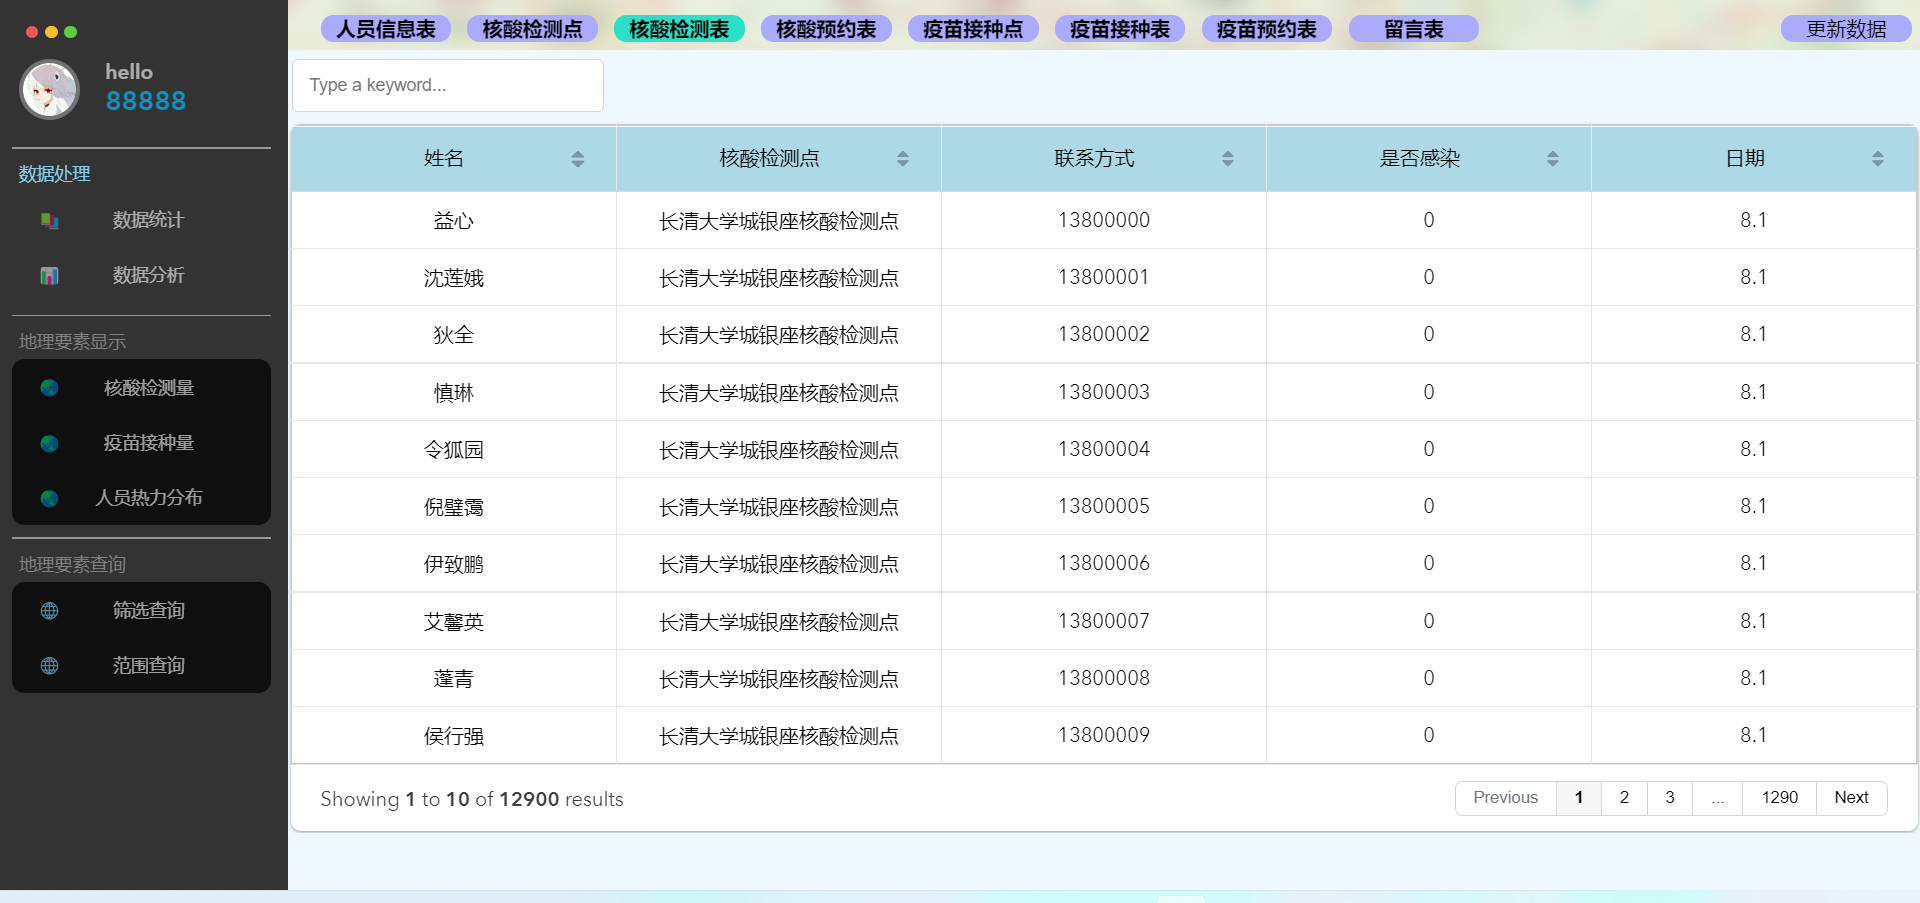 hello
88888
数据处理
数据统计
数据分析
地理要素显示
核酸检测量
疫苗接种量
人员热力分布
地理要素查询
筛选查询
范围查询
人员信息表 核酸检测点 核酸检测表 核酸预约表 疫苗接种点 疫苗接种表 疫苗预约表 留言表 更新数据
Type a keyword...
姓名 核酸检测点 联系方式 是否感染 日期
益心 长清大学城银座核酸检测点 13800000 0 8.1
沈莲娥 长清大学城银座核酸检测点 13800001 0 8.1
狄全 长清大学城银座核酸检测点 13800002 0 8.1
慎琳 长清大学城银座核酸检测点 13800003 0 8.1
令狐园 长清大学城银座核酸检测点 13800004 0 8.1
倪璧霭 长清大学城银座核酸检测点 13800005 0 8.1
伊致鹏 长清大学城银座核酸检测点 13800006 0 8.1
艾馨英 长清大学城银座核酸检测点 13800007 0 8.1
蓬青 长清大学城银座核酸检测点 13800008 0 8.1
侯行强 长清大学城银座核酸检测点 13800009 0 8.1
Showing 1 to 10 of 12900 results
Previous 1 2 3 ... 1290 Next